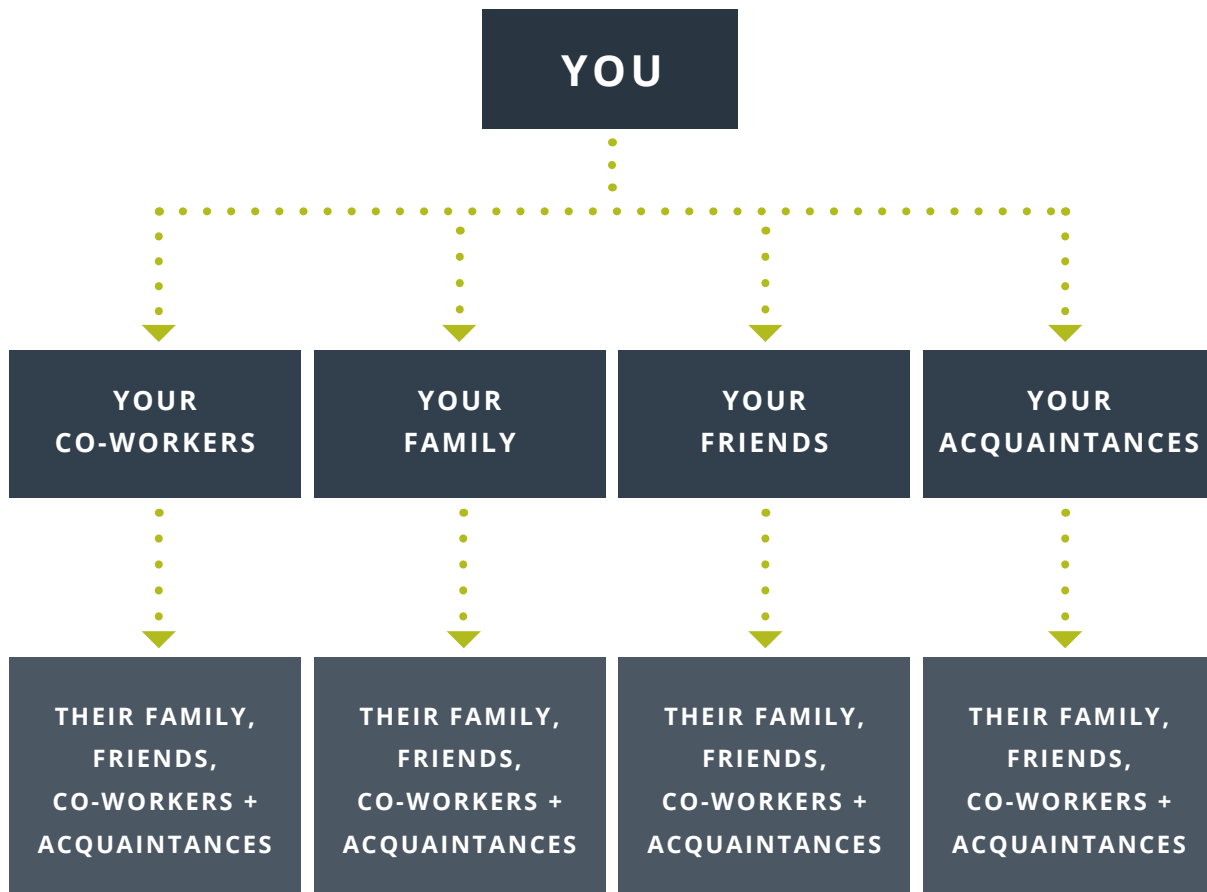 YOU
YOUR
CO-WORKERS
YOUR
FAMILY
YOUR
FRIENDS
YOUR
ACQUAINTANCES
THEIR FAMILY,
FRIENDS,
CO-WORKERS +
ACQUAINTANCES
THEIR FAMILY,
FRIENDS,
CO-WORKERS +
ACQUAINTANCES
THEIR FAMILY,
FRIENDS,
CO-WORKERS +
ACQUAINTANCES
THEIR FAMILY,
FRIENDS,
CO-WORKERS +
ACQUAINTANCES